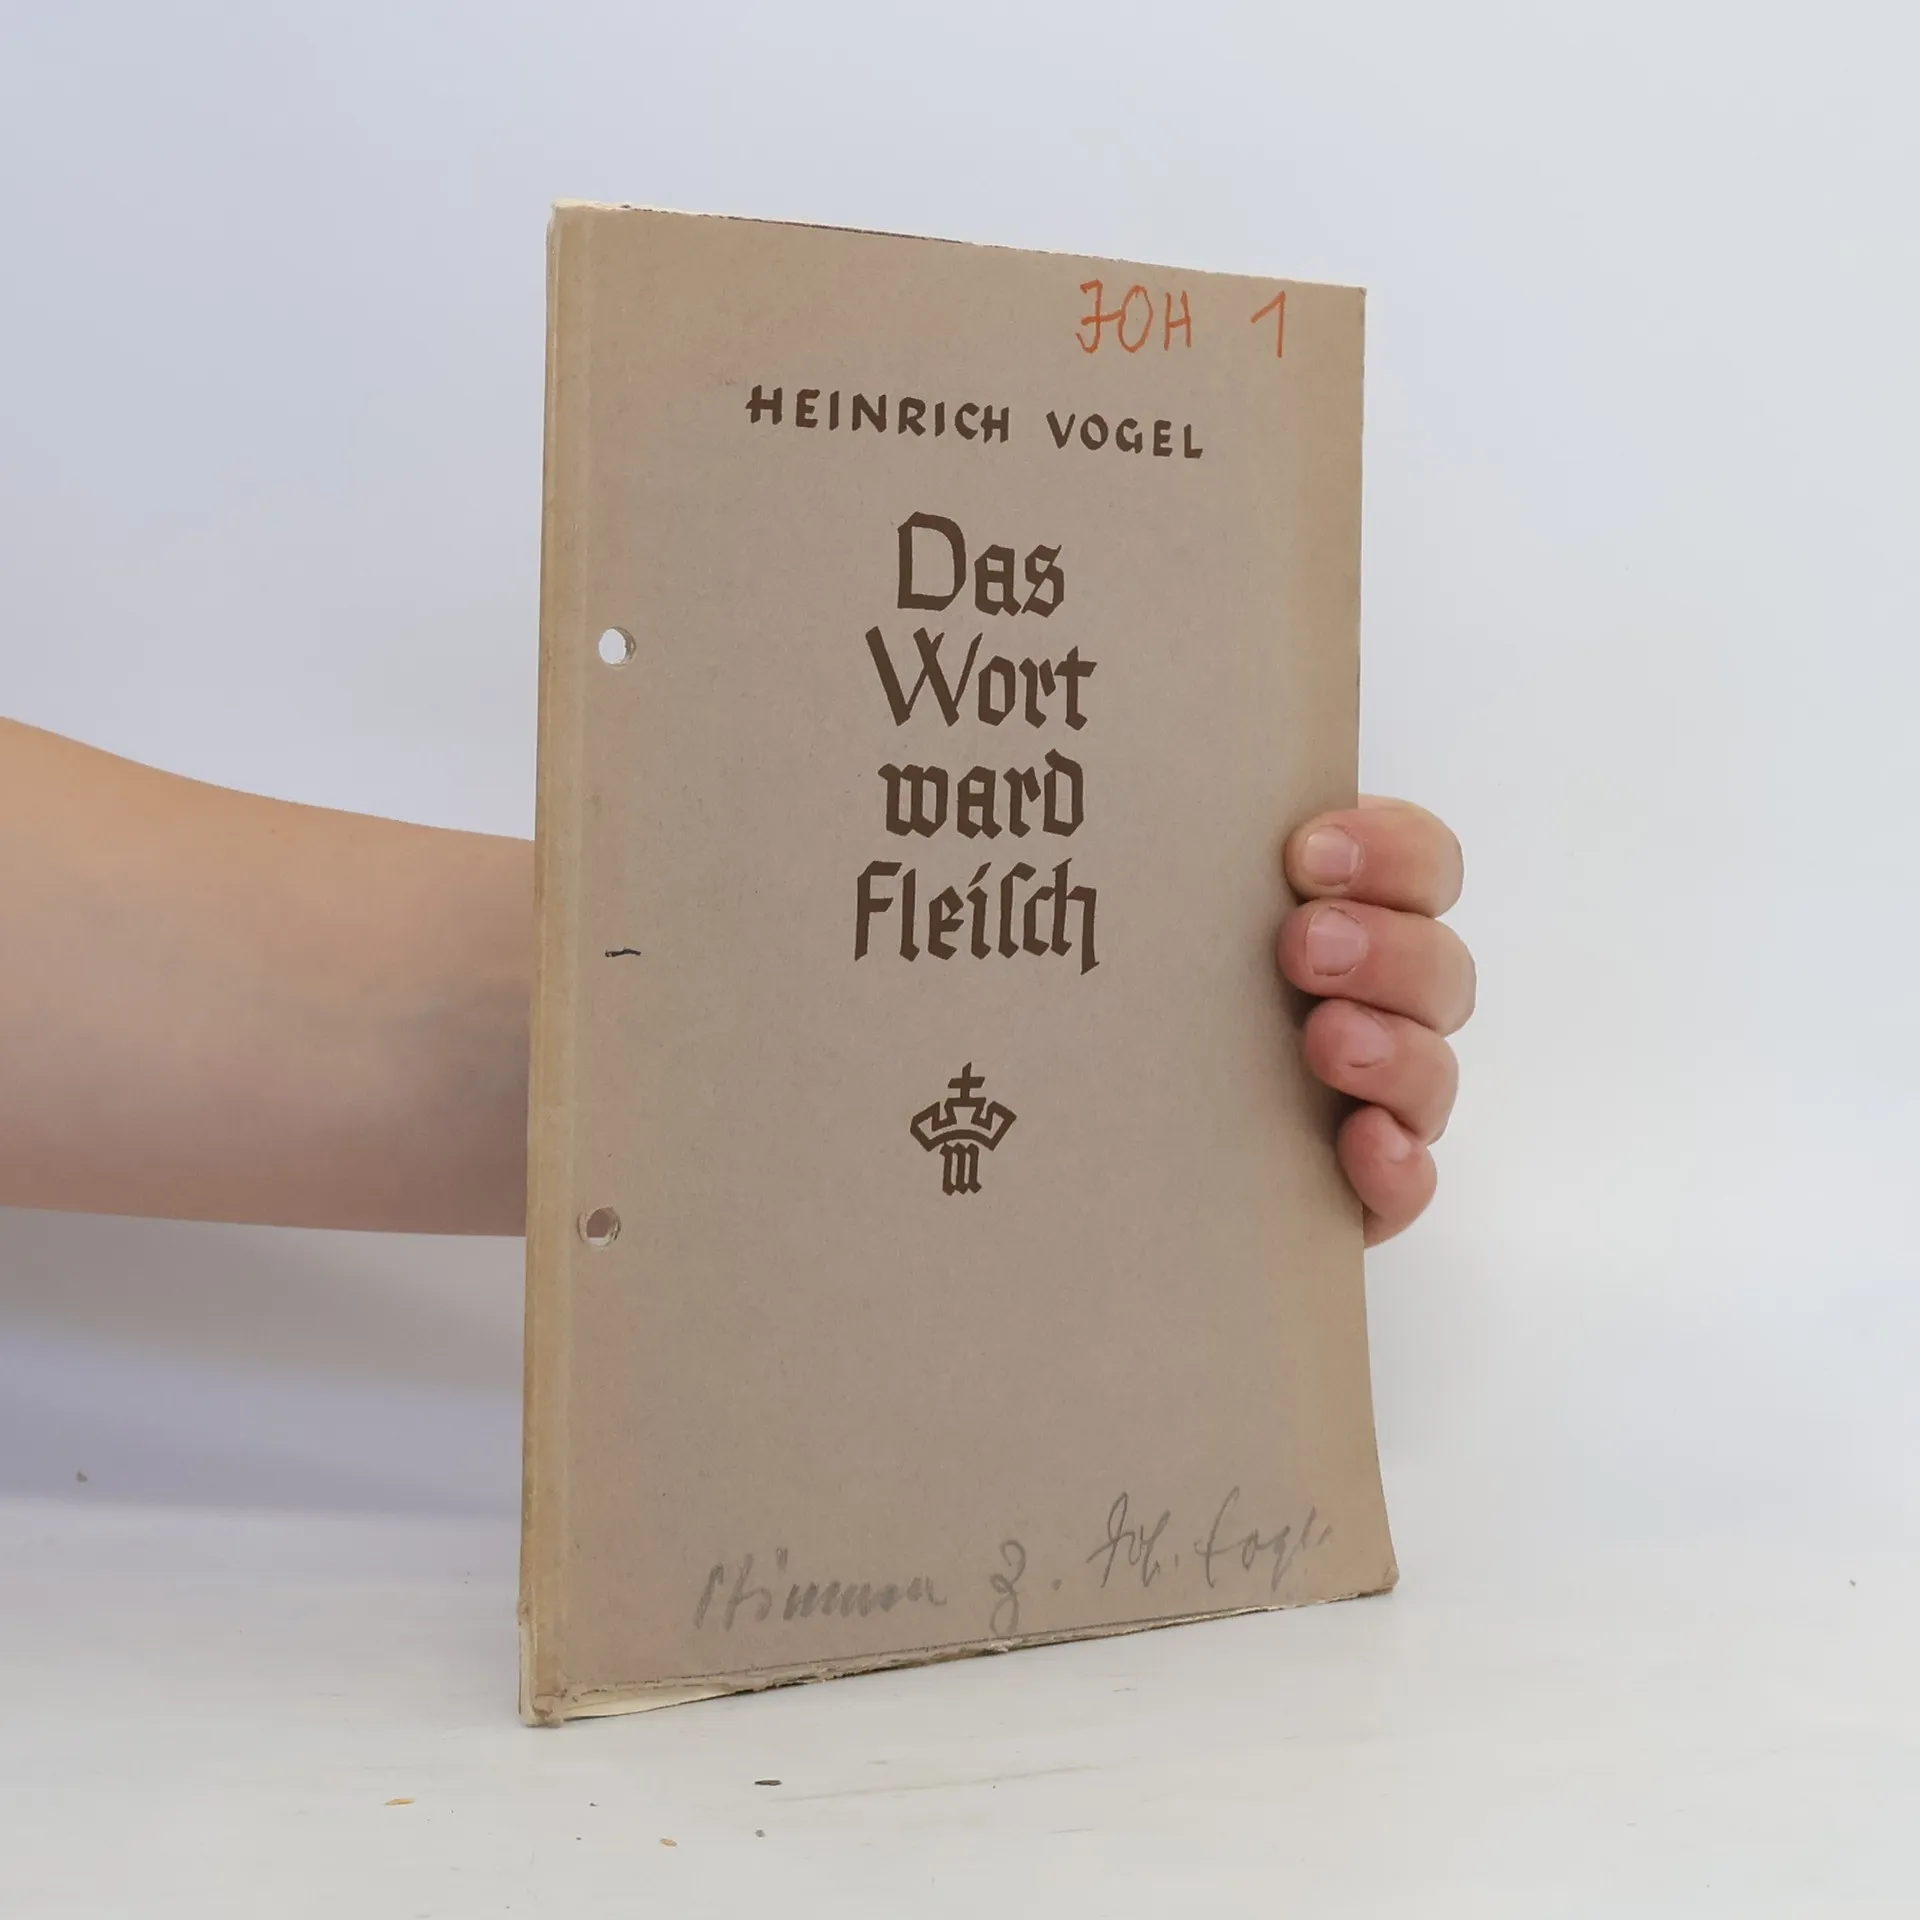 JOH 1
HEINRICH VOGEL
Das
Wort
ward
Fleiſch
m